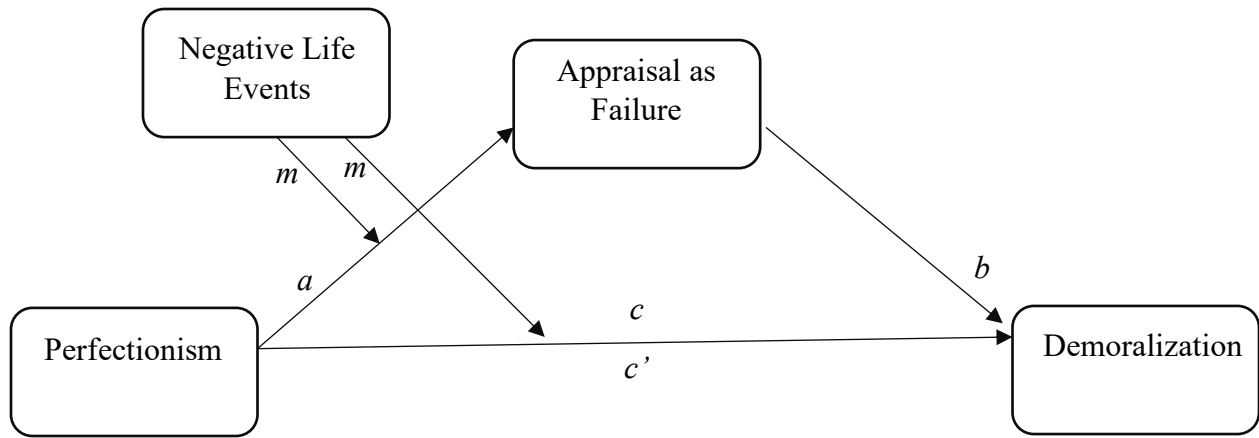 Negative Life
Events
Appraisal as
Failure
m
m
a
b
c
Perfectionism
Demoralization
c’